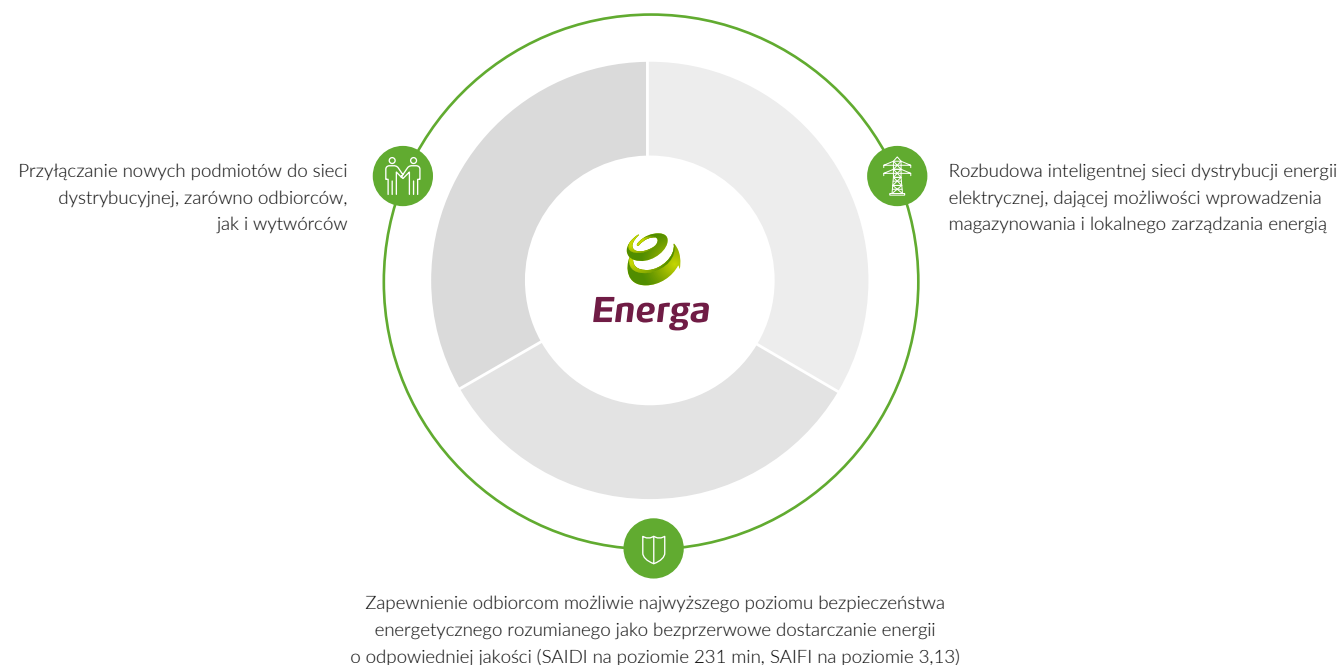 Przyłączanie nowych podmiotów do sieci
dystrybucyjnej, zarówno odbiorców,
jak i wytwórców
Rozbudowa inteligentnej sieci dystrybucji energii
elektrycznej, dającej możliwości wprowadzenia
magazynowania i lokalnego zarządzania energią
Energa
Zapewnienie odbiorcom możliwie najwyższego poziomu bezpieczeństwa
energetycznego rozumianego jako bezprzerwowe dostarczanie energii
o odpowiedniej jakości (SAIDI na poziomie 231 min, SAIFI na poziomie 3,13)